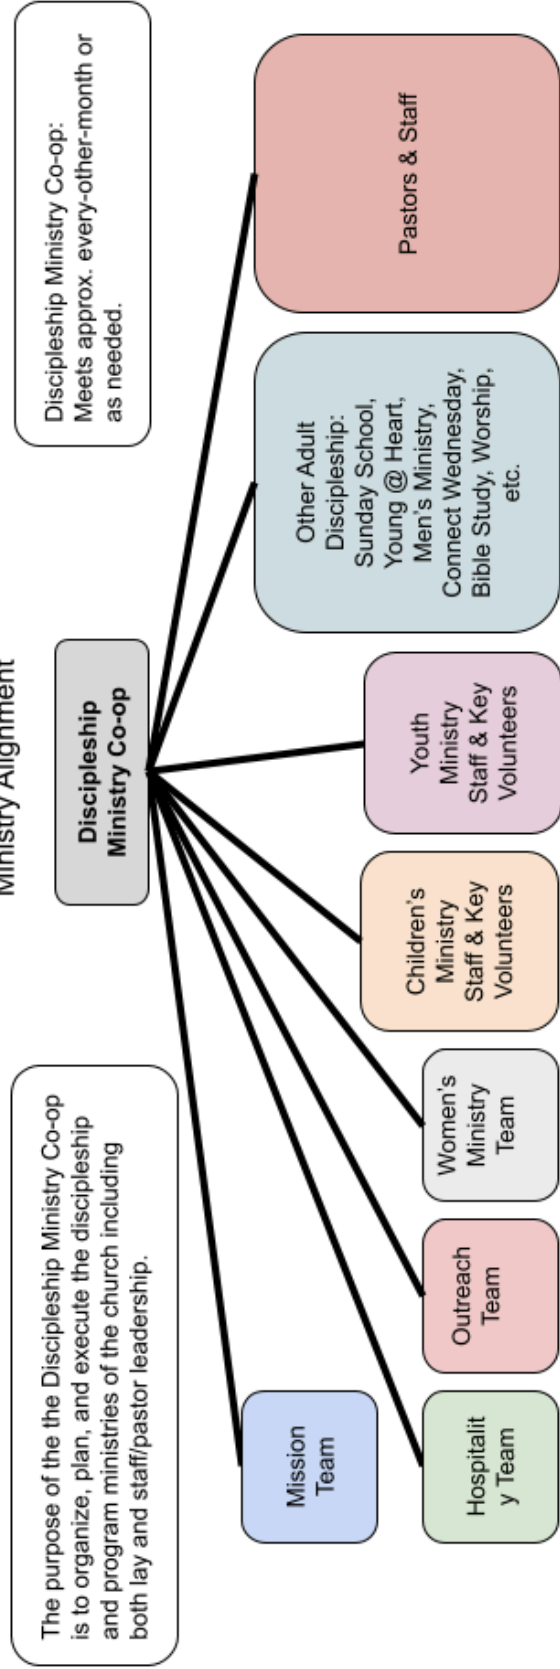 Ministry Alignment
The purpose of the the Discipleship Ministry Co-op
is to organize, plan, and execute the discipleship
and program ministries of the church including
both lay and staff/pastor leadership.
Discipleship
Ministry Co-op
Discipleship Ministry Co-op:
Meets approx. every-other-month or
as needed.
Mission
Team
Hospitalit
y Team
Outreach
Team
Women's
Ministry
Team
Children's
Ministry
Staff & Key
Volunteers
Youth
Ministry
Staff & Key
Volunteers
Other Adult
Discipleship:
Sunday School,
Young @ Heart,
Men's Ministry,
Connect Wednesday,
Bible Study, Worship,
etc.
Pastors & Staff